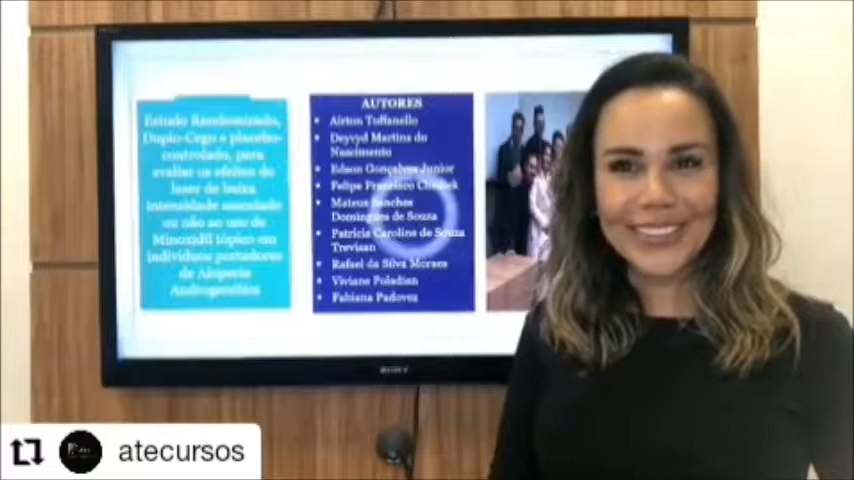 Estudo Randomizado,
Duplo-Cego e placebo-
controlado, para
avaliar os efeitos do
laser de baixa
intensidade associado
ou não ao uso de
Minoxidil tópico em
indivíduos portadores
de Alopecia
Androgenética
AUTORES
Airton Toffanello
Deyvyd Martins do
Nascimento
Edson Gonçalves Junior
Felipe Francisco
Mateus Sanches
Domingues de Souza
Patrícia Caroline de Souza
Trevisan
Rafael da Silva Moraes
Viviane Poladian
Fabiana Padovez
SONY
atecursos